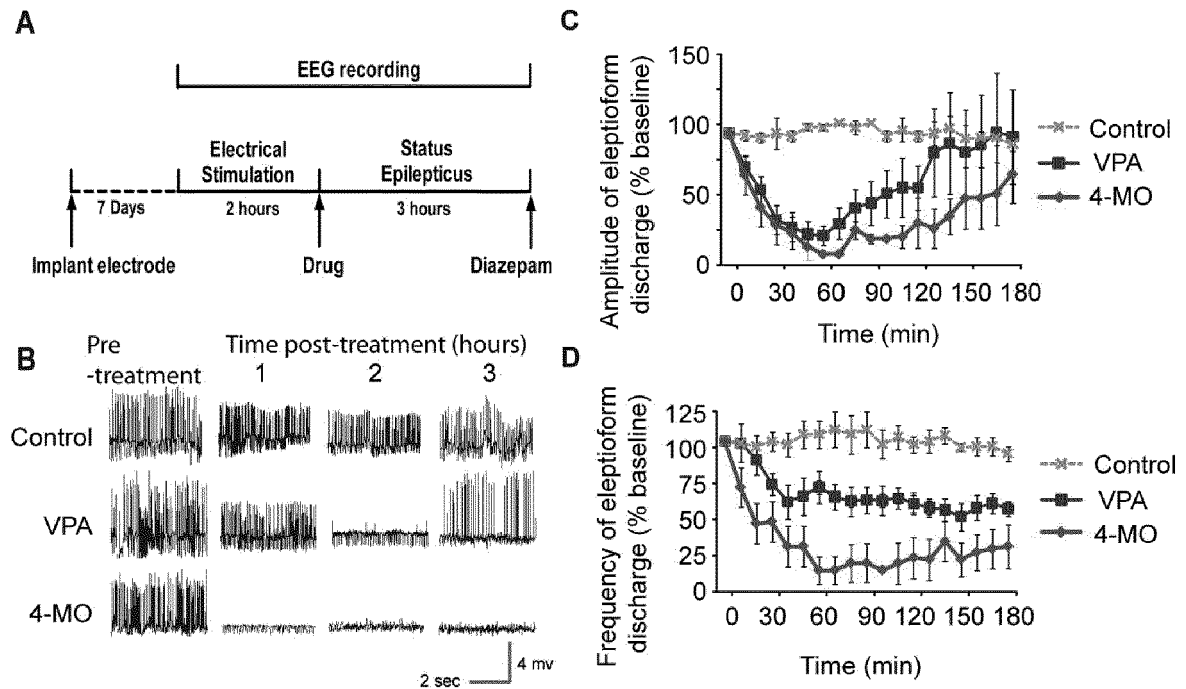 A
EEG recording
Electrical
Stimulation
Status
Epilepticus
7 Days
2 hours
3 hours
Implant electrode
Drug
Diazepam
B
Pre
-treatment
Time post-treatment (hours)
1
2
3
Control
VPA
4-MO
2 sec
4 mv
C
Amplitude of eleptioform
discharge (% baseline)
150
100
50
0
0
30
60
90
120
150
180
Time (min)
Control
VPA
4-MO
D
Frequency of eleptioform
discharge (% baseline)
125
100
75
50
25
0
0
30
60
90
120
150
180
Time (min)
Control
VPA
4-MO